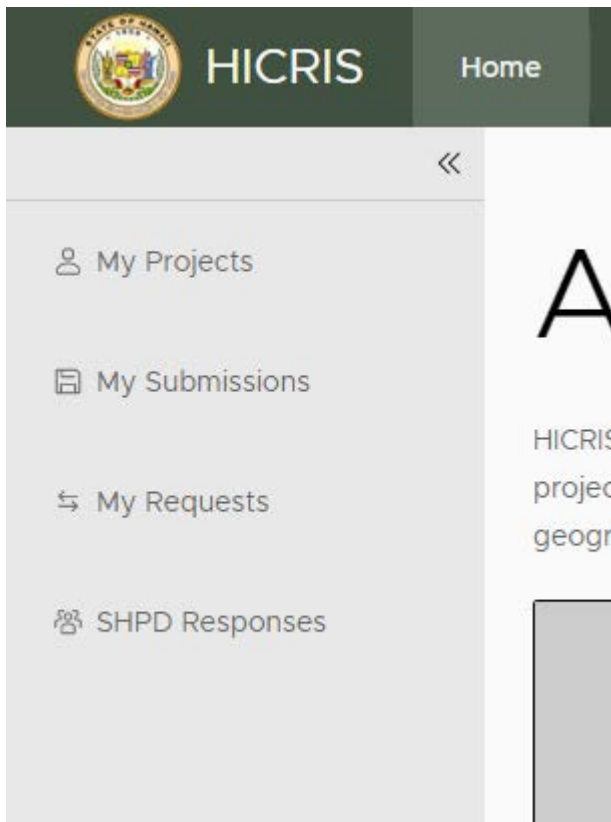 HICRIS
Home
My Projects
My Submissions
My Requests
SHPD Responses
A
HICRIS
projec
geogr